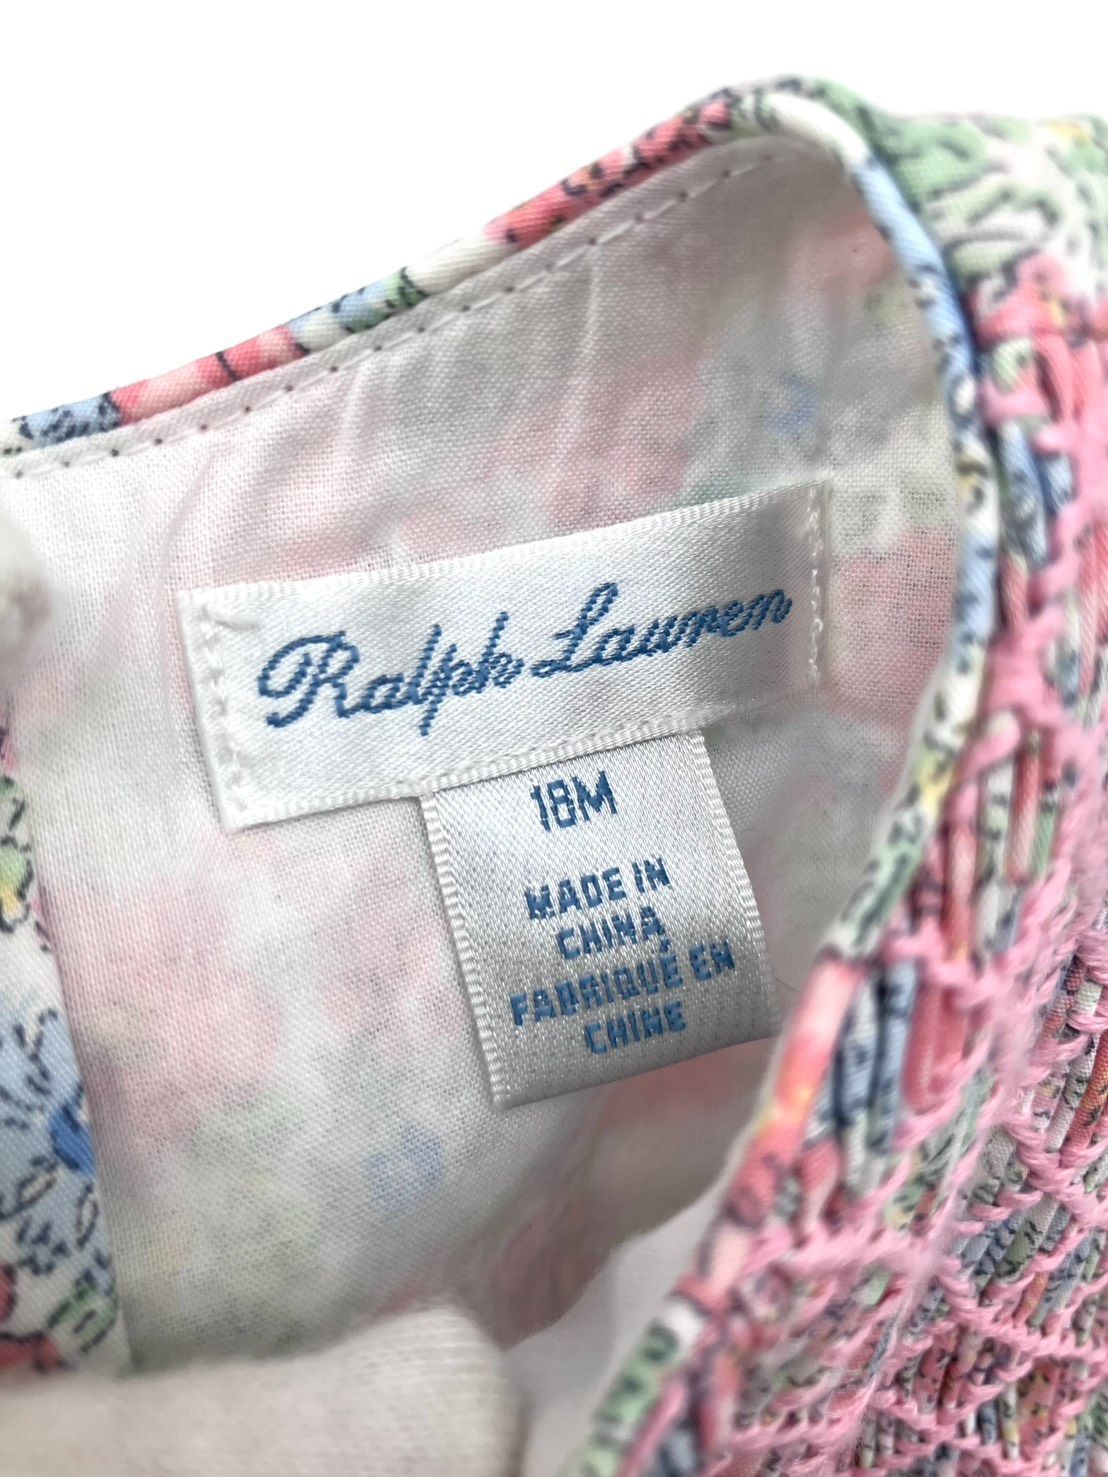 Ralph Lauren
18M
MADE IN
CHINA
FABRIQUÉ EN
CHINE